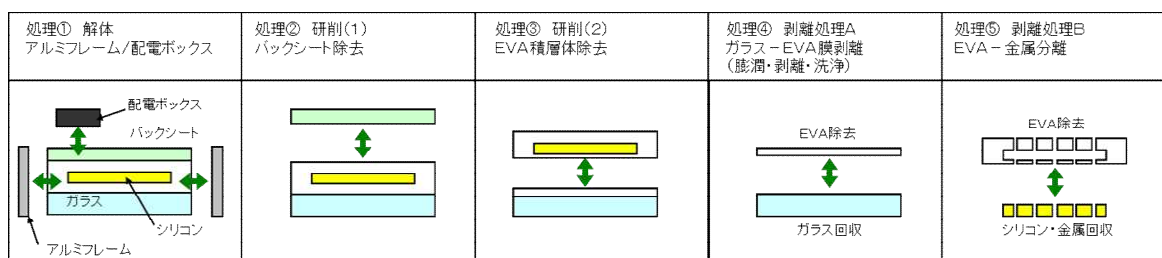 処理① 解体
アルミフレーム/配電ボックス
処理② 研削(1)
バックシート除去
処理③ 研削(2)
EVA積層体除去
処理④ 剥離処理A
ガラス－EVA膜剥離
(膨潤・剥離・洗浄)
処理⑤ 剥離処理B
EVA－金属分離
配電ボックス
バックシート
ガラス
シリコン
アルミフレーム
EVA除去
ガラス回収
EVA除去
シリコン・金属回収